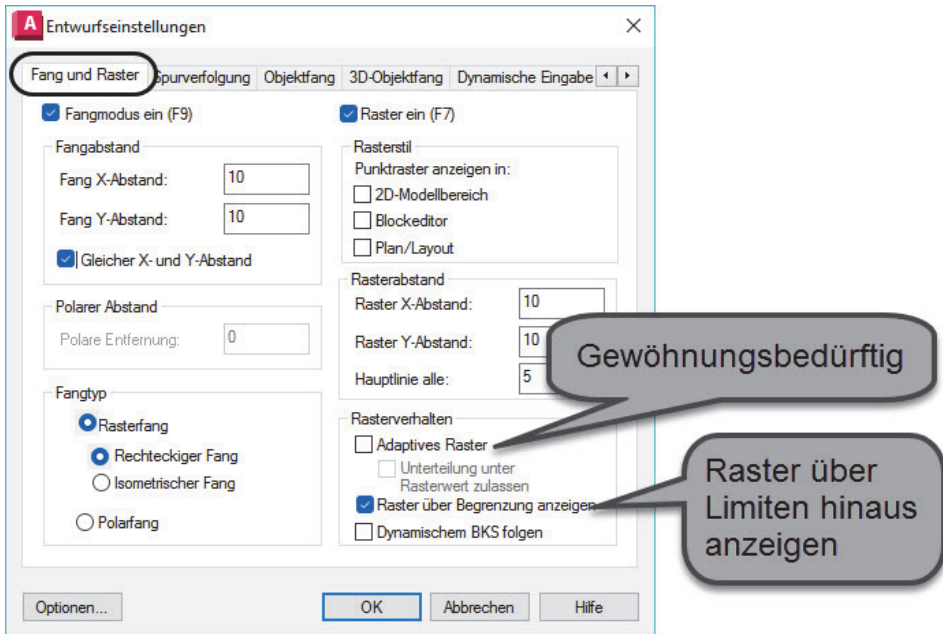 A Entwurfseinstellungen
Fang und Raster Spurverfolgung Objektfang 3D-Objektfang Dynamische Eingabe
Fangmodus ein (F9)
Fangabstand
Fang X-Abstand: 10
Fang Y-Abstand: 10
Gleicher X- und Y-Abstand
Polarer Abstand
Polare Entfernung: 0
Fangtyp
Rasterfang
Rechteckiger Fang
Isometrischer Fang
Polarfang
Raster ein (F7)
Rasterstil
Punktraster anzeigen in:
2D-Modellbereich
Blockeditor
Plan/Layout
Rasterabstand
Raster X-Abstand: 10
Raster Y-Abstand: 10
Hauptlinie alle: 5
Rasterverhalten
Adaptives Raster
Unterteilung unter
Rasterwert zulassen
Raster über Begrenzung anzeigen
Dynamischem BKS folgen
Gewöhnungsbedürftig
Raster über
Limiten hinaus
anzeigen
Optionen... OK Abbrechen Hilfe